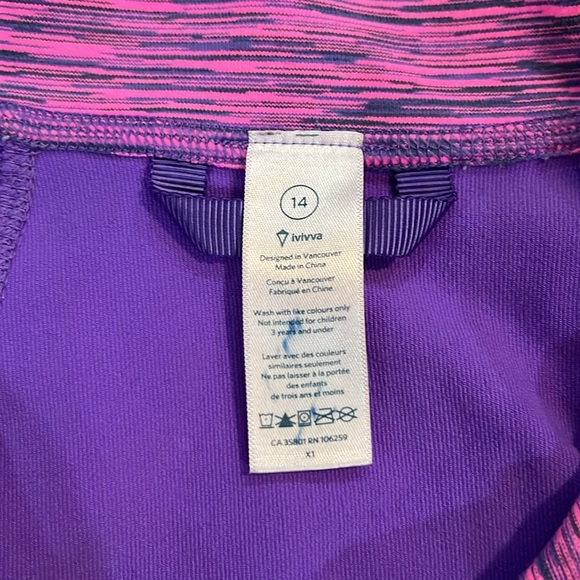 14
ivivva
Designed in Vancouver
Made in China
Conçu à Vancouver
Fabriqué en Chine
Wash with like colours only
Not intended for children
3 years and under
Laver avec des couleurs
similaires seulement
Ne pas laisser à la portée
des enfants
de trois ans et moins
CA 35801 RN 106259
X1